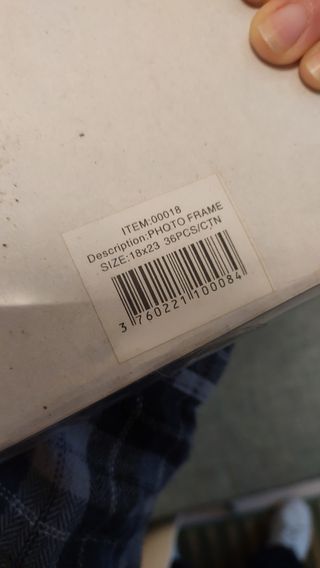 ITEM:00018
Description:PHOTO FRAME
SIZE:18x23 36PCS/CTN
3 760221 100084